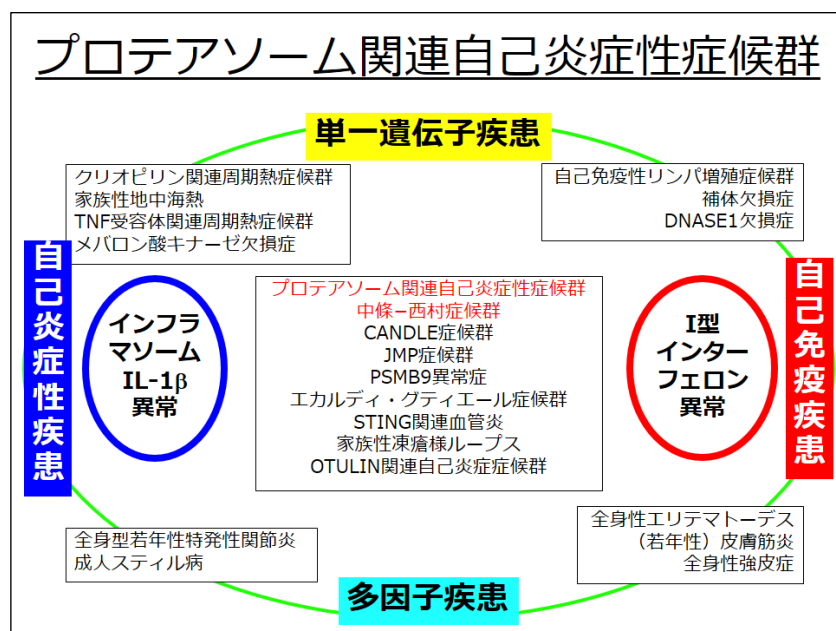 プロテアソーム関連自己炎症性症候群
単一遺伝子疾患
クリオピリン関連周期熱症候群
家族性地中海熱
TNF受容体関連周期熱症候群
メバロン酸キナーゼ欠損症
自己免疫性リンパ増殖症候群
補体欠損症
DNASE1欠損症
自己炎症性疾患
インフラ
マソーム
IL-1β
異常
プロテアソーム関連自己炎症性症候群
中條−西村症候群
CANDLE症候群
JMP症候群
PSMB9異常症
エカルディ・グティエール症候群
STING関連血管炎
家族性凍瘡様ループス
OTULIN関連自己炎症症候群
I型
インター
フェロン
異常
自己免疫疾患
全身型若年性特発性関節炎
成人スティル病
全身性エリテマトーデス
（若年性）皮膚筋炎
全身性強皮症
多因子疾患